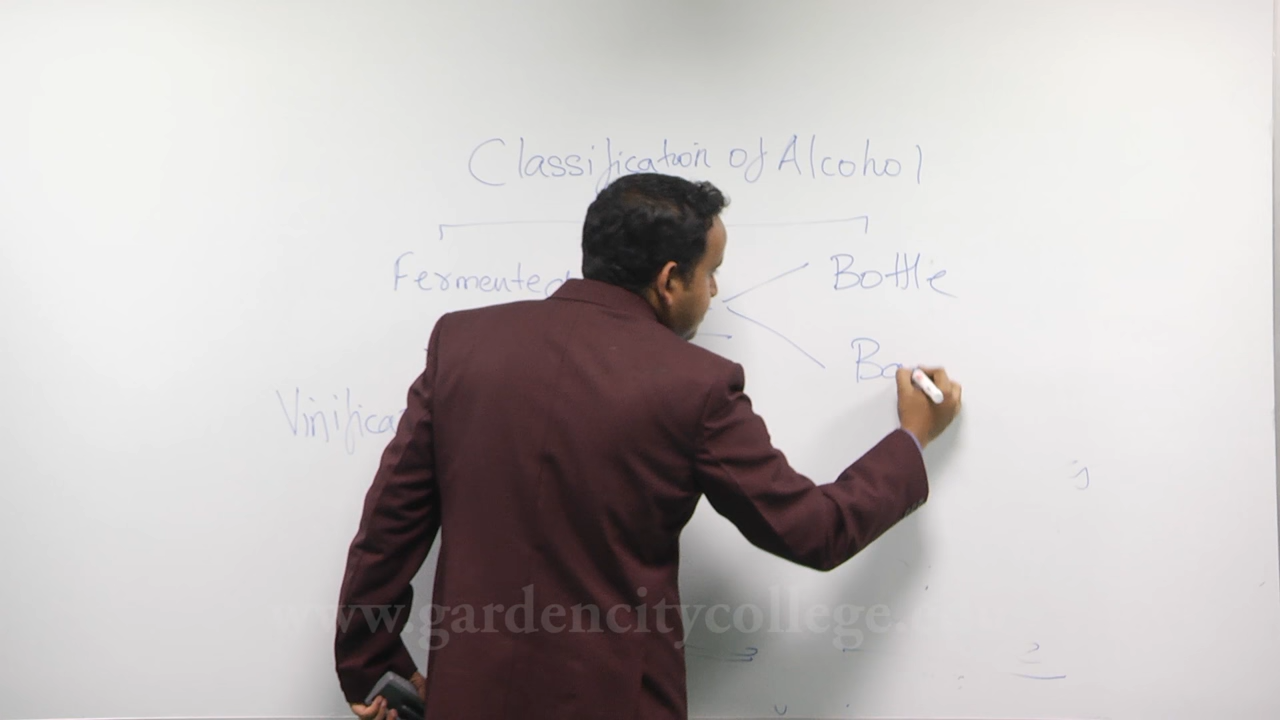 Classification of Alcohol
Fermented
Bottle
Ba
Vinifica
www.gardencitycollege.